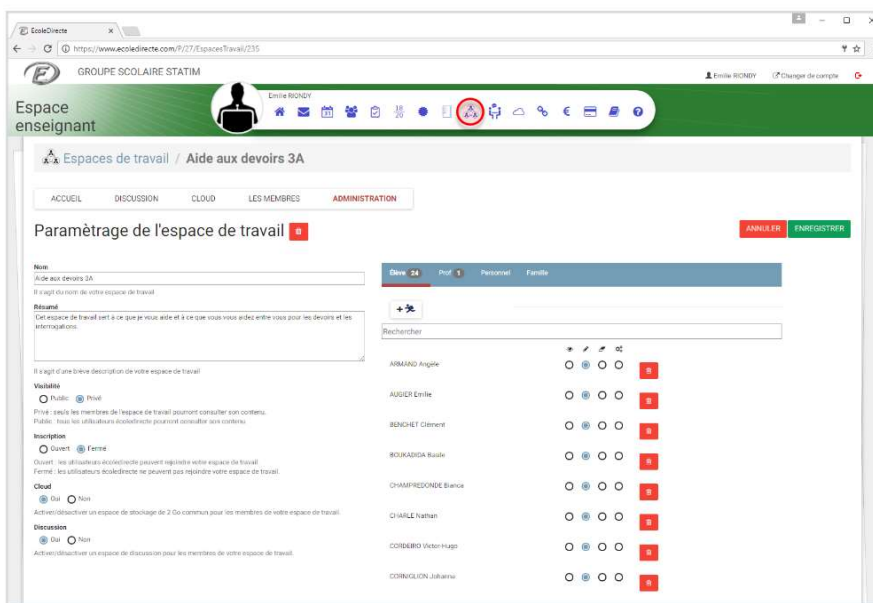 EcoleDirecte
https://www.ecoledirecte.com/P/27/EspacesTravail/235
GROUPE SCOLAIRE STATIM
Emilie RIONDY
Changer de compte
Emilie RIONDY
Espace
enseignant
31
18
20
Espaces de travail / Aide aux devoirs 3A
ACCUEIL DISCUSSION CLOUD LES MEMBRES ADMINISTRATION
Paramètrage de l'espace de travail
ANNULER ENREGISTRER
Nom
Aide aux devoirs 3A
Il s'agit du nom de votre espace de travail
Résumé
Cet espace de travail sert à ce que je vous aide et à ce que vous vous aidez entre vous pour les devoirs et les
interrogations.
Il s'agit d'une brève description de votre espace de travail
Visibilité
Public Privé
Privé : seuls les membres de l'espace de travail pourront consulter son contenu.
Public : tous les utilisateurs écoledirecte pourront consulter son contenu
Inscription
Ouvert Fermé
Ouvert : les utilisateurs écoledirecte peuvent rejoindre votre espace de travail
Fermé : les utilisateurs écoledirecte ne peuvent pas rejoindre votre espace de travail.
Cloud
Oui Non
Activer/désactiver un espace de stockage de 2 Go commun pour les membres de votre espace de travail.
Discussion
Oui Non
Activer/désactiver un espace de discussion pour les membres de votre espace de travail.
Élève 24 Prof 1 Personnel Famille
Rechercher
ARMAND Angèle
AUGIER Emilie
BENCHET Clément
BOUKADIDA Basile
CHAMPREDONDE Bianca
CHARLE Nathan
CORDEIRO Victor-Hugo
CORNIGLION Johanna